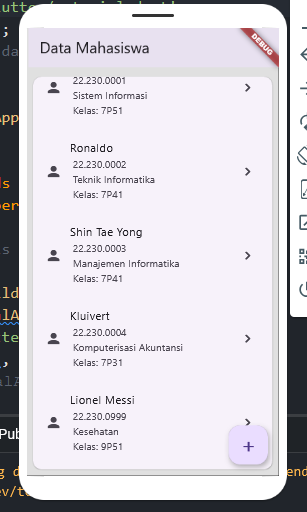 Data Mahasiswa
DEBUG
22.230.0001
Sistem Informasi
Kelas: 7P51
Ronaldo
22.230.0002
Teknik Informatika
Kelas: 7P41
Shin Tae Yong
22.230.0003
Manajemen Informatika
Kelas: 7P41
Kluivert
22.230.0004
Komputerisasi Akuntansi
Kelas: 7P31
Lionel Messi
22.230.0999
Kesehatan
Kelas: 9P51
+